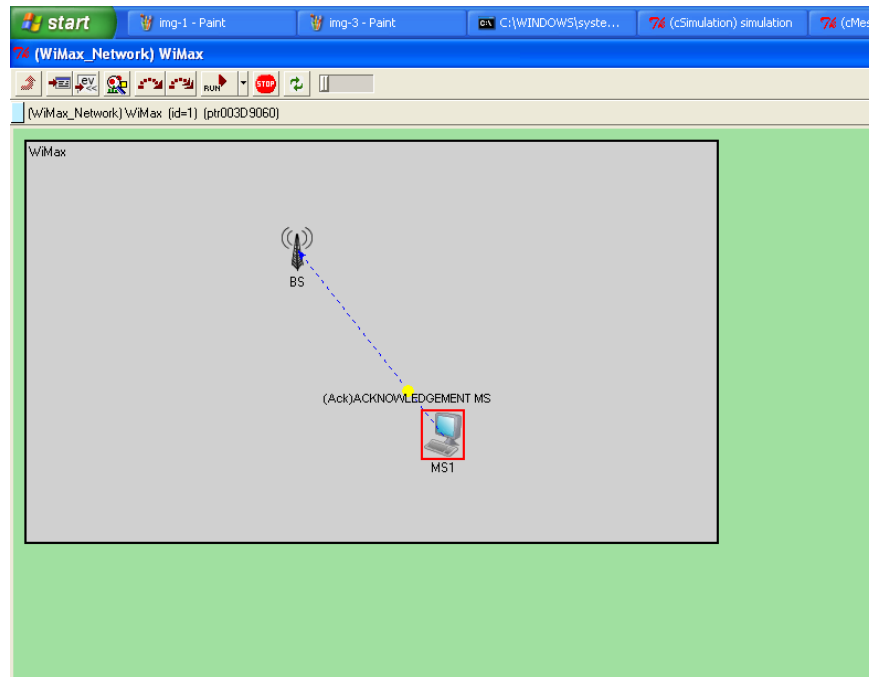 start
img-1 - Paint
img-3 - Paint
C:\WINDOWS\syste...
(cSimulation) simulation
(cMes
(WiMax_Network) WiMax
EV
RUN
STOP
(WiMax_Network) WiMax (id=1) (ptr003D9060)
WiMax
BS
(Ack)ACKNOWLEDGEMENT MS
MS1